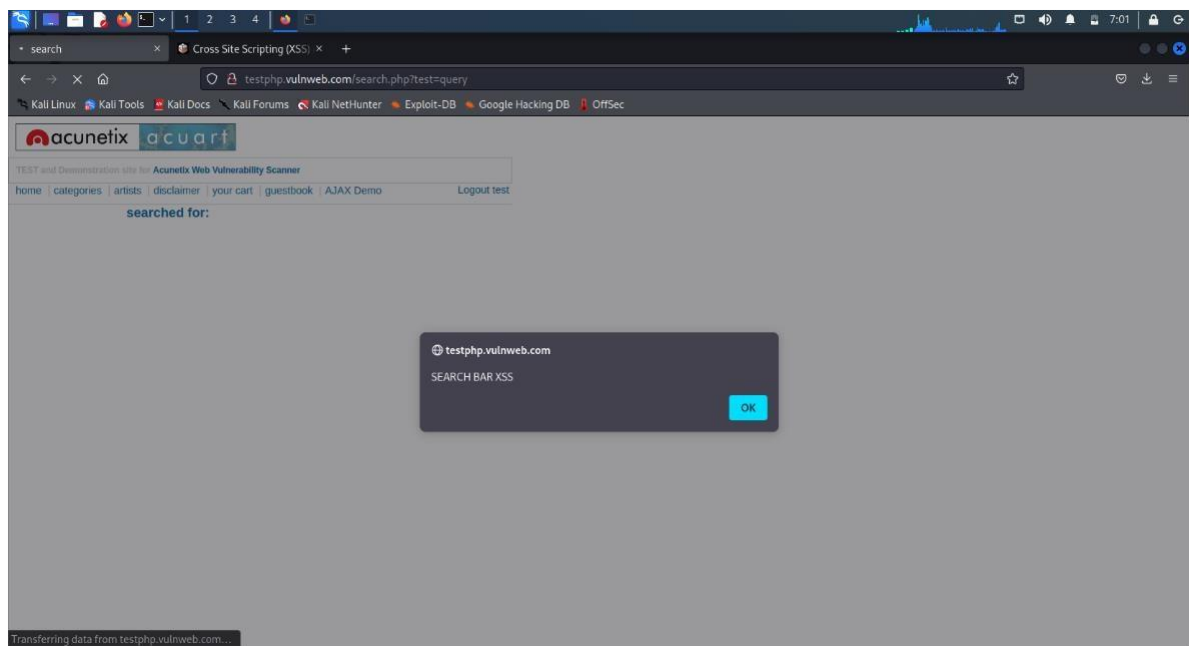 1 2 3 4 7:01
search
Cross Site Scripting (XSS)
testphp.vulnweb.com/search.php?test=query
Kali Linux Kali Tools Kali Docs Kali Forums Kali NetHunter Exploit-DB Google Hacking DB OffSec
acunetix acuart
TEST and Demonstration site for Acunetix Web Vulnerability Scanner
home | categories | artists | disclaimer | your cart | guestbook | AJAX Demo Logout test
searched for:
testphp.vulnweb.com
SEARCH BAR XSS
OK
Transferring data from testphp.vulnweb.com...